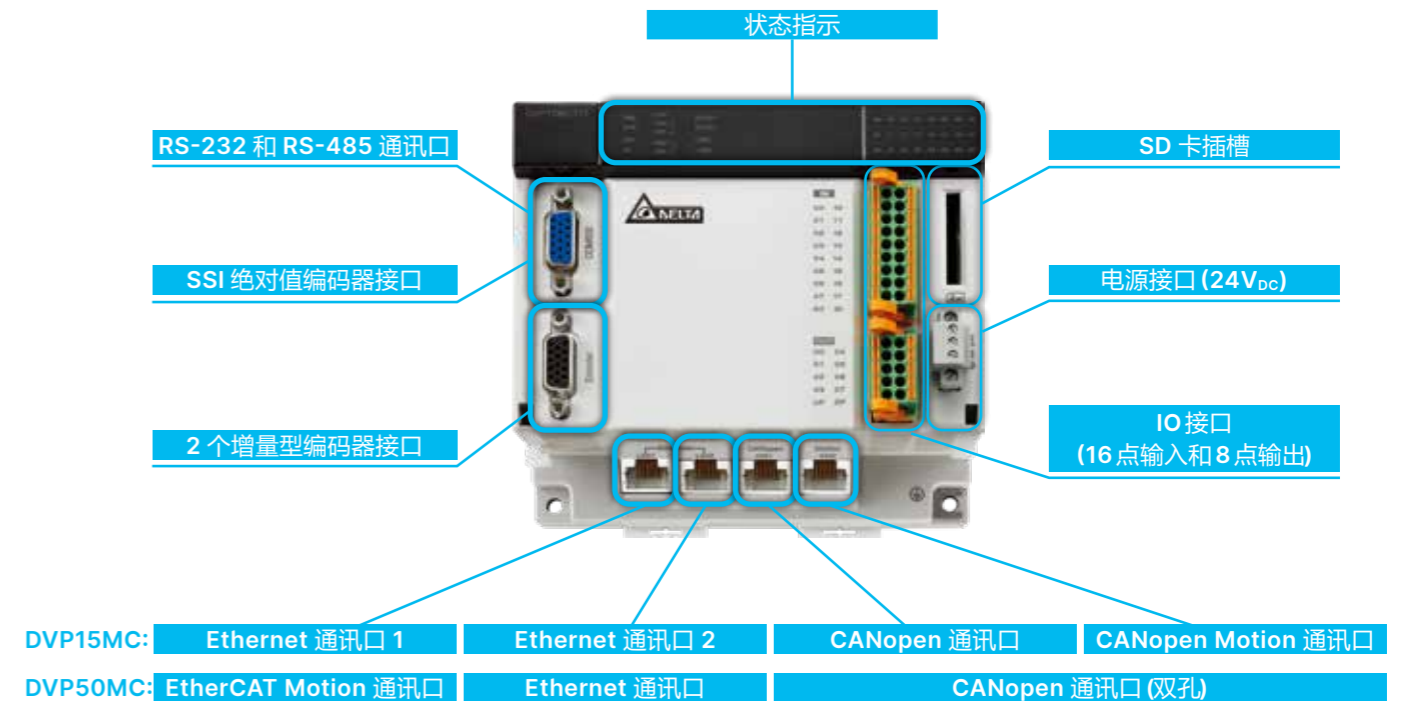 状态指示
RS-232 和 RS-485 通讯口
SD 卡插槽
DELTA
SSI 绝对值编码器接口
电源接口 (24VDC)
2 个增量型编码器接口
IO 接口
(16 点输入和 8 点输出)
DVP15MC: Ethernet 通讯口 1 Ethernet 通讯口 2 CANopen 通讯口 CANopen Motion 通讯口
DVP50MC: EtherCAT Motion 通讯口 Ethernet 通讯口 CANopen 通讯口 (双孔)